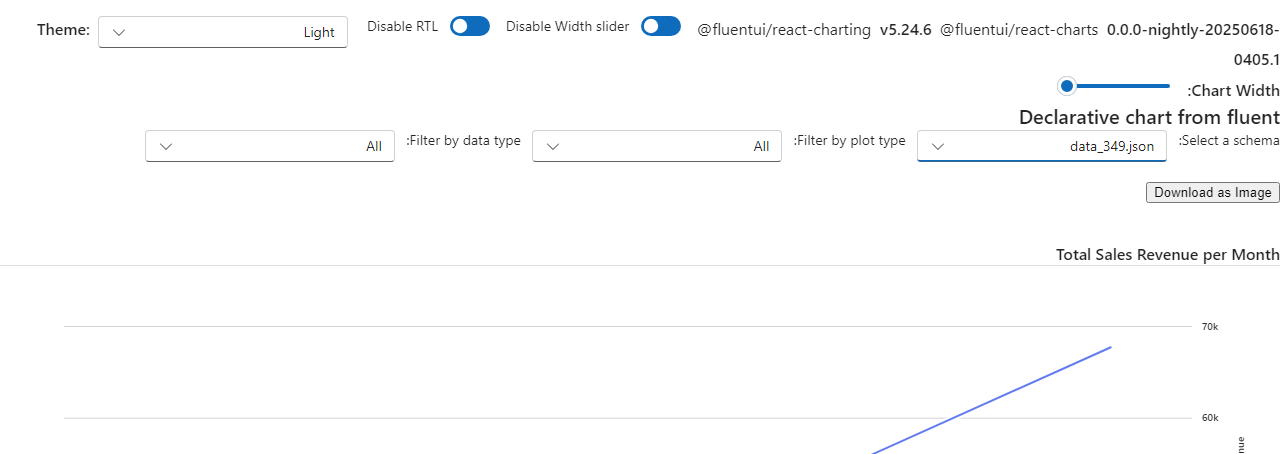 Theme: Light Disable RTL Disable Width slider @fluentui/react-charting v5.24.6 @fluentui/react-charts 0.0.0-nightly-20250618-
0405.1
:Chart Width
Declarative chart from fluent
:Select a schema data_349.json :Filter by plot type All :Filter by data type All
Download as Image
Total Sales Revenue per Month
70k
60k